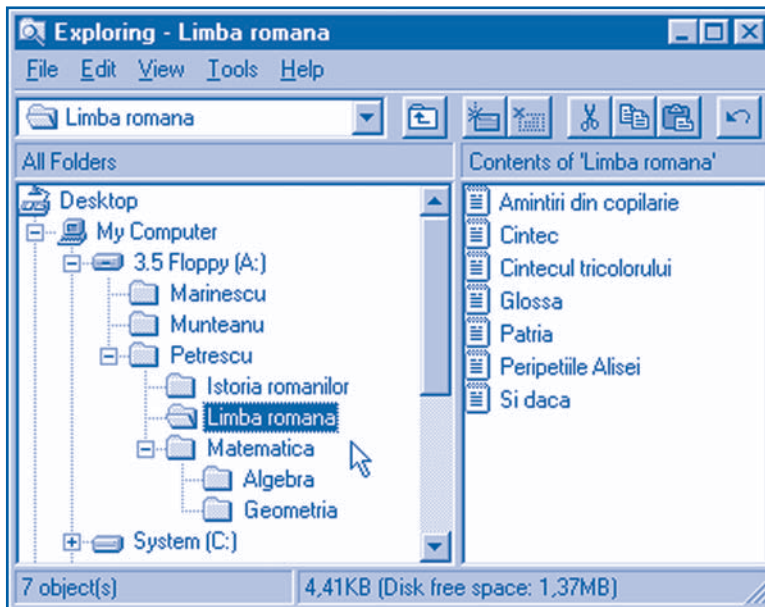 Exploring - Limba romana
File Edit View Tools Help
Limba romana
All Folders
Contents of 'Limba romana'
Desktop
My Computer
3.5 Floppy (A:)
Marinescu
Munteanu
Petrescu
Istoria romanilor
Limba romana
Matematica
Algebra
Geometria
System (C:)
Amintiri din copilarie
Cintec
Cintecul tricolorului
Glossa
Patria
Peripetiile Alisei
Si daca
7 object(s)
4,41KB (Disk free space: 1,37MB)